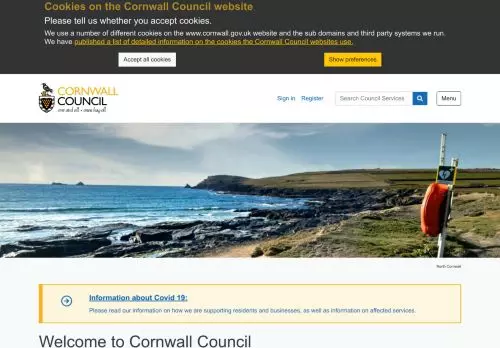 Cookies on the Cornwall Council website
Please tell us whether you accept cookies.
We use a number of different cookies on the www.cornwall.gov.uk website and the sub domains and third party systems we run.
We have published a list of detailed information on the cookies the Cornwall Council websites use.
Accept all cookies
Show preferences
CORNWALL
COUNCIL
one and all • onen hag oll
Sign in Register Search Council Services Menu
North Cornwall
Information about Covid 19:
Please read our information on how we are supporting residents and businesses, as well as information on affected services.
Welcome to Cornwall Council